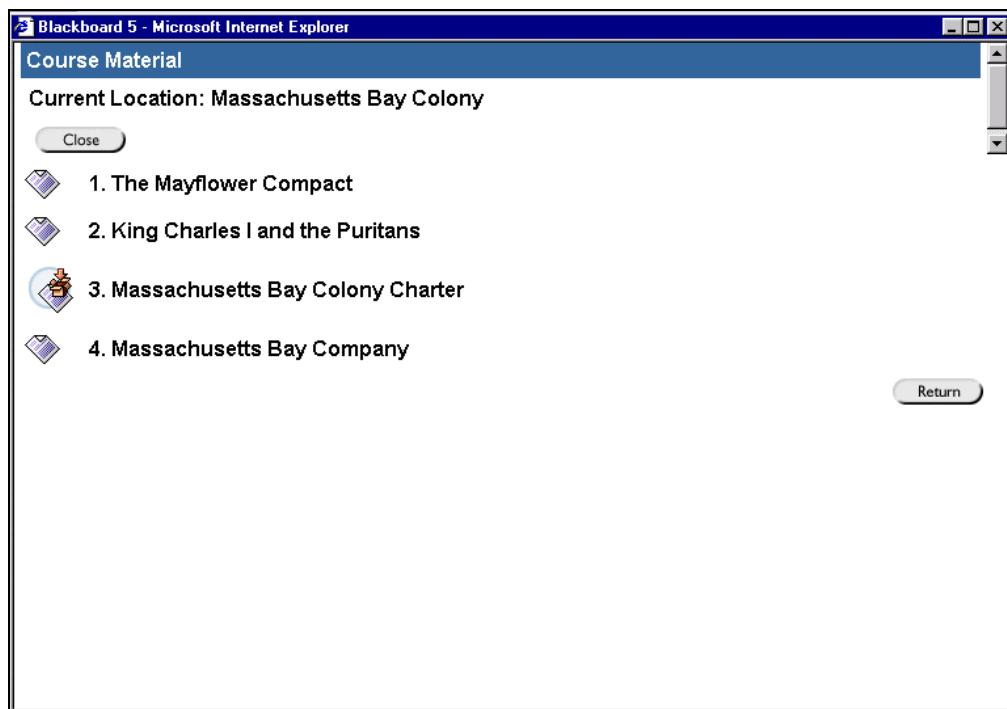 Blackboard 5 - Microsoft Internet Explorer
Course Material
Current Location: Massachusetts Bay Colony
Close
1. The Mayflower Compact
2. King Charles I and the Puritans
3. Massachusetts Bay Colony Charter
4. Massachusetts Bay Company
Return